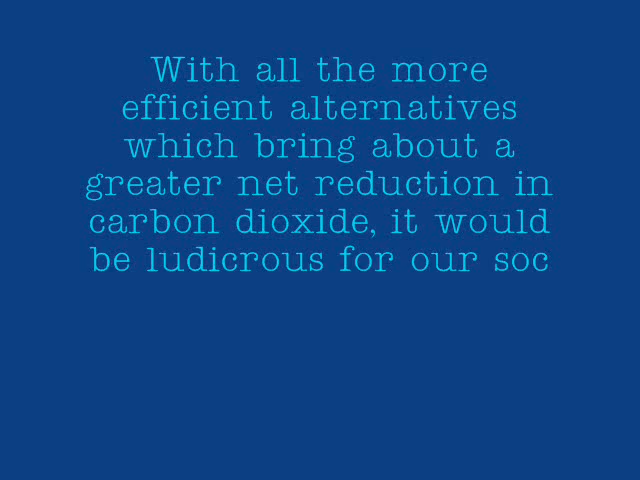 With all the more
efficient alternatives
which bring about a
greater net reduction in
carbon dioxide, it would
be ludicrous for our soc